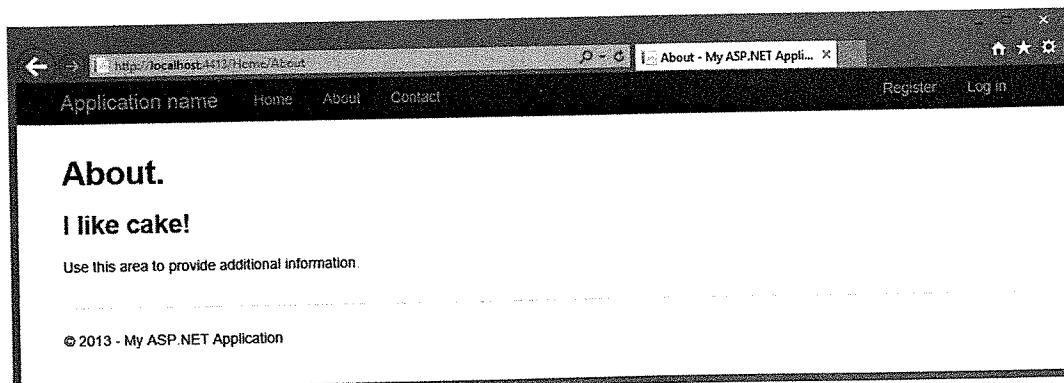 http://localhost:4413/Home/About
About - My ASP.NET Appli...
Application name Home About Contact Register Log in
About.
I like cake!
Use this area to provide additional information.
© 2013 - My ASP.NET Application